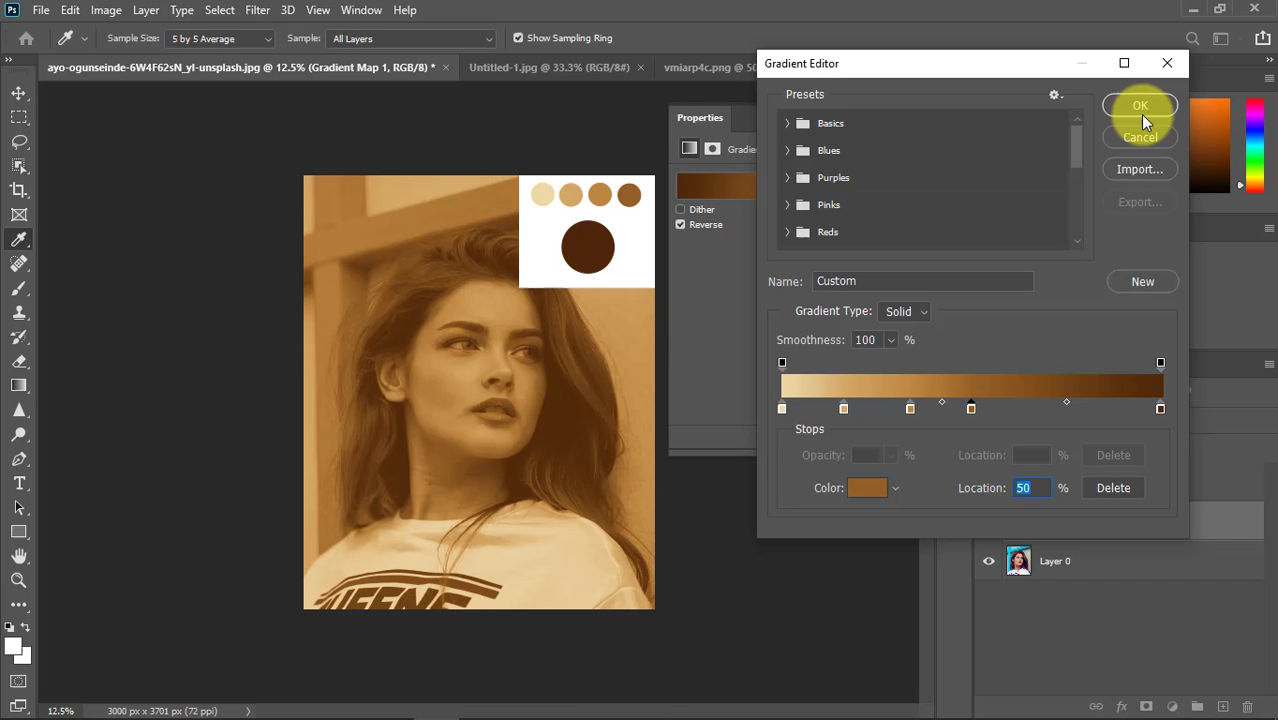 Ps File Edit Image Layer Type Select Filter 3D View Window Help
Sample Size: 5 by 5 Average Sample: All Layers Show Sampling Ring
ayo-ogunseinde-6W4F62sN_yI-unsplash.jpg @ 12.5% (Gradient Map 1, RGB/8) * × Untitled-1.jpg @ 33.3% (RGB/8#) × vmiarp4c.png @
Gradient Editor
Properties
Presets
Basics
Blues
Purples
Pinks
Reds
OK
Cancel
Import...
Export...
Dither
Reverse
Name: Custom New
Gradient Type: Solid
Smoothness: 100 %
Stops
Opacity: % Location: % Delete
Color: Location: 50 % Delete
QUEENS
Layer 0
12.5% 3000 px x 3701 px (72 ppi)
fx